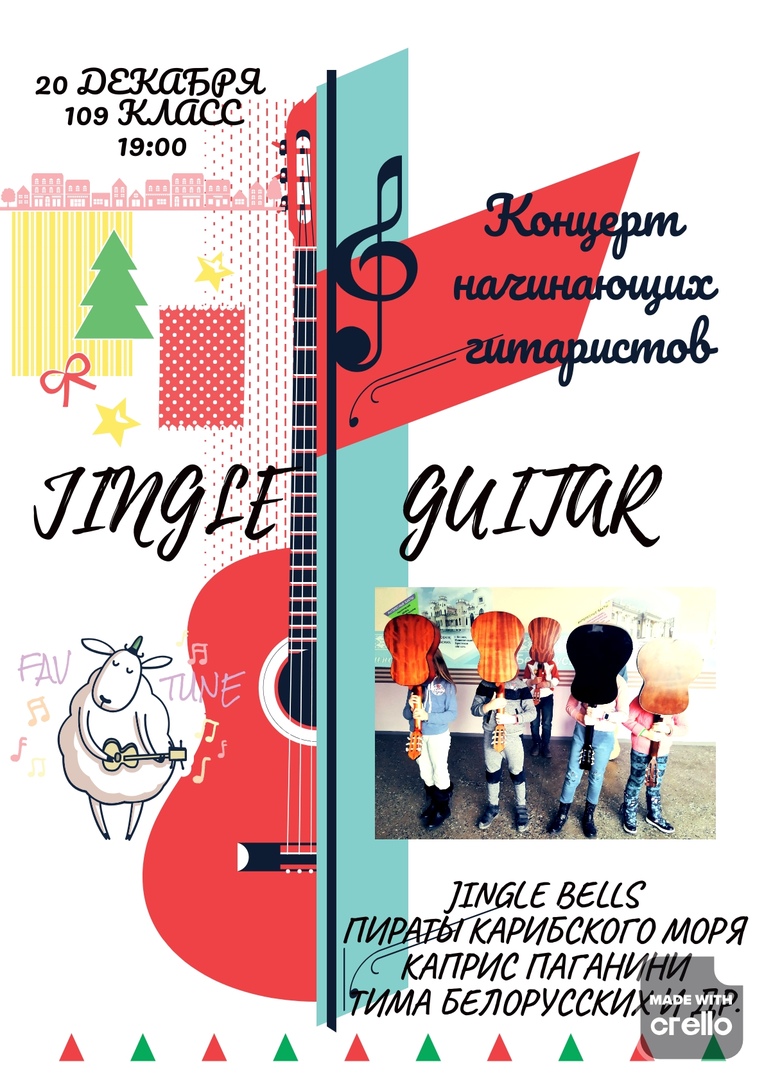 20 ДЕКАБРЯ
109 КЛАСС
19:00
Концерт
начинающих
гитаристов
JINGLE GUITAR
FAV TUNE
JINGLE BELLS
ПИРАТЫ КАРИБСКОГО МОРЯ
КАПРИС ПАГАНИНИ
ТИМА БЕЛОРУССКИХ И ДР.
MADE WITH
crello